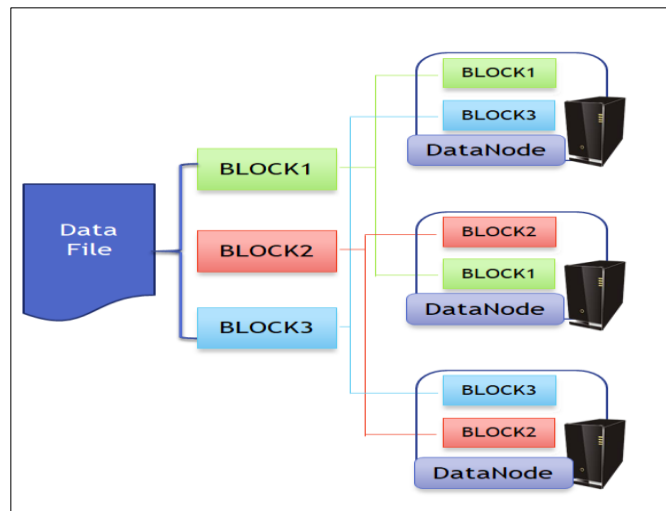 Data
File
BLOCK1
BLOCK2
BLOCK3
BLOCK1
BLOCK3
DataNode
BLOCK2
BLOCK1
DataNode
BLOCK3
BLOCK2
DataNode